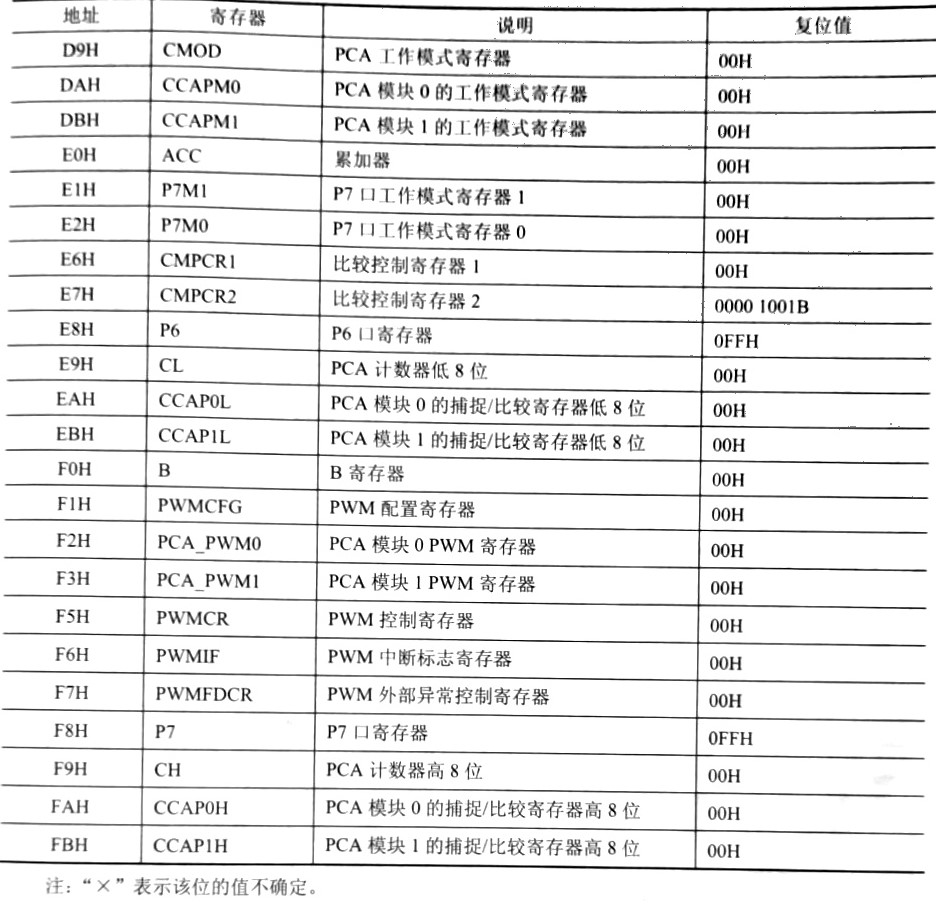 地址 寄存器 说明 复位值
D9H CMOD PCA 工作模式寄存器 00H
DAH CCAPM0 PCA 模块 0 的工作模式寄存器 00H
DBH CCAPM1 PCA 模块 1 的工作模式寄存器 00H
E0H ACC 累加器 00H
E1H P7M1 P7 口工作模式寄存器 1 00H
E2H P7M0 P7 口工作模式寄存器 0 00H
E6H CMPCR1 比较控制寄存器 1 00H
E7H CMPCR2 比较控制寄存器 2 0000 1001B
E8H P6 P6 口寄存器 0FFH
E9H CL PCA 计数器低 8 位 00H
EAH CCAP0L PCA 模块 0 的捕捉/比较寄存器低 8 位 00H
EBH CCAP1L PCA 模块 1 的捕捉/比较寄存器低 8 位 00H
F0H B B 寄存器 00H
F1H PWMCFG PWM 配置寄存器 00H
F2H PCA_PWM0 PCA 模块 0 PWM 寄存器 00H
F3H PCA_PWM1 PCA 模块 1 PWM 寄存器 00H
F5H PWMCR PWM 控制寄存器 00H
F6H PWMIF PWM 中断标志寄存器 00H
F7H PWMFDCR PWM 外部异常控制寄存器 00H
F8H P7 P7 口寄存器 0FFH
F9H CH PCA 计数器高 8 位 00H
FAH CCAP0H PCA 模块 0 的捕捉/比较寄存器高 8 位 00H
FBH CCAP1H PCA 模块 1 的捕捉/比较寄存器高 8 位 00H
注：“×”表示该位的值不确定。